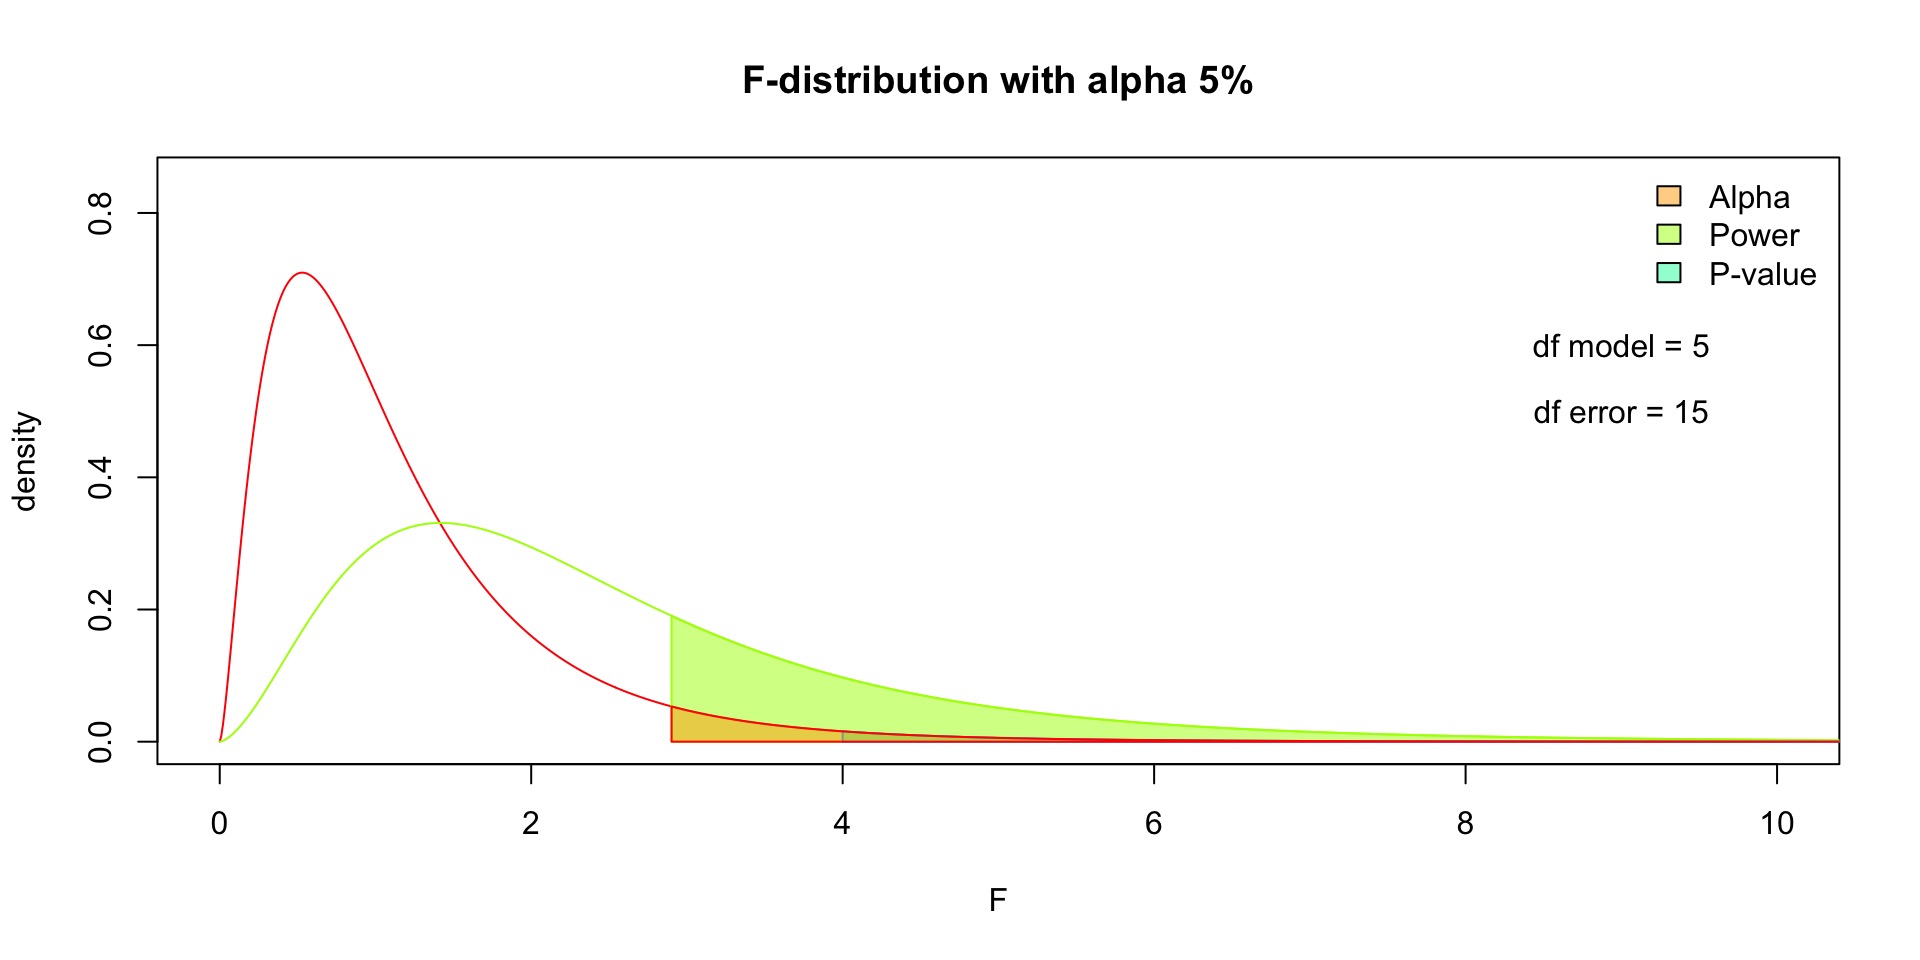 F-distribution with alpha 5%
Alpha
Power
P-value
df model = 5
df error = 15
density
0.8
0.6
0.4
0.2
0.0
0 2 4 6 8 10
F